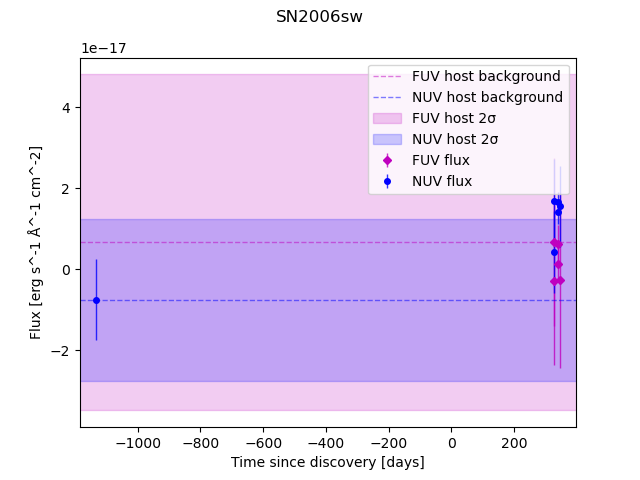 SN2006sw
1e−17
FUV host background
NUV host background
FUV host 2σ
NUV host 2σ
FUV flux
NUV flux
4
2
0
−2
Flux [erg s^-1 Å^-1 cm^-2]
−1000 −800 −600 −400 −200 0 200
Time since discovery [days]